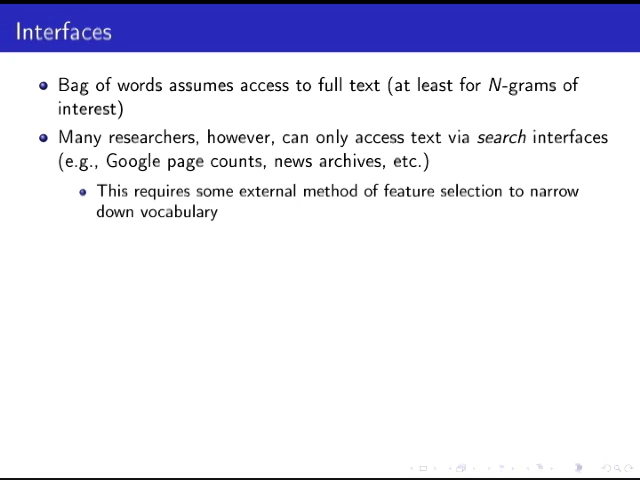 Interfaces
Bag of words assumes access to full text (at least for N-grams of
interest)
Many researchers, however, can only access text via search interfaces
(e.g., Google page counts, news archives, etc.)
This requires some external method of feature selection to narrow
down vocabulary